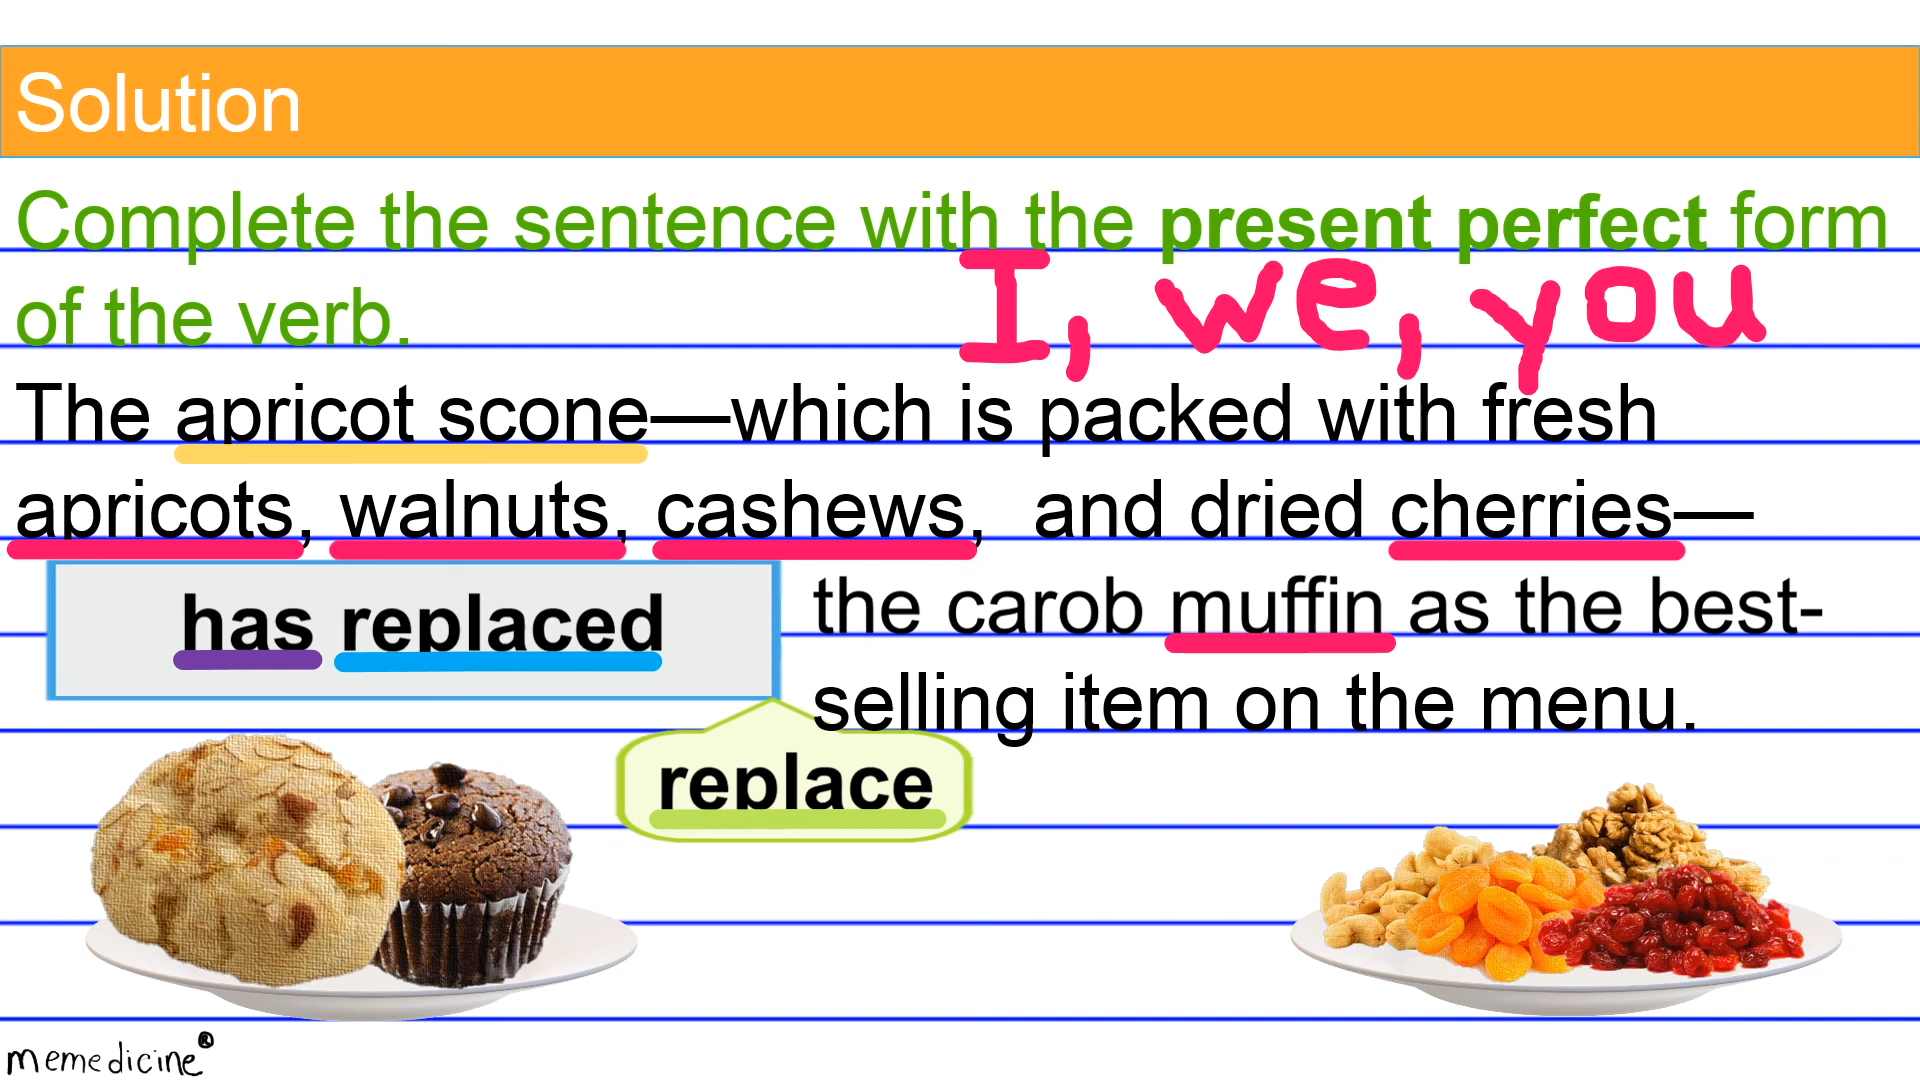 Solution
Complete the sentence with the present perfect form
of the verb.
I, we, you
The apricot scone—which is packed with fresh
apricots, walnuts, cashews,  and dried cherries—
has replaced the carob muffin as the best-
selling item on the menu.
replace
memedicine®